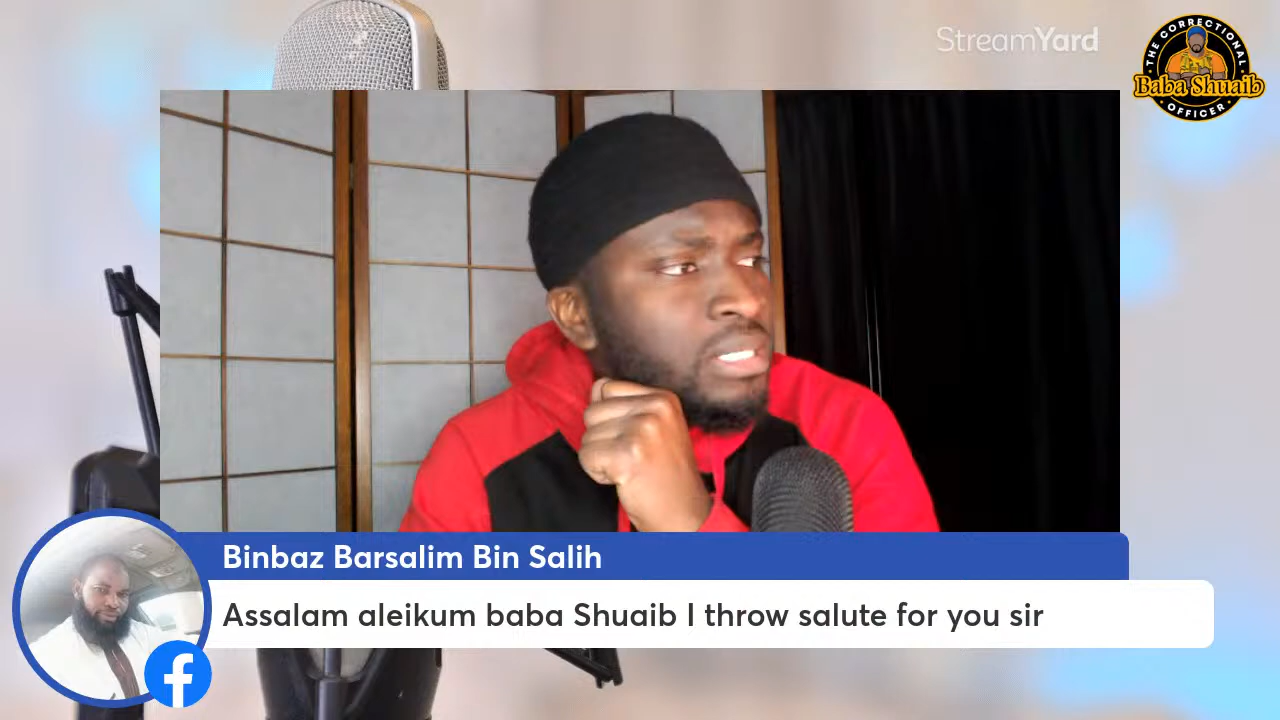 StreamYard
THE CORRECTIONAL
Baba Shuaib
OFFICER
Binbaz Barsalim Bin Salih
Assalam aleikum baba Shuaib I throw salute for you sir